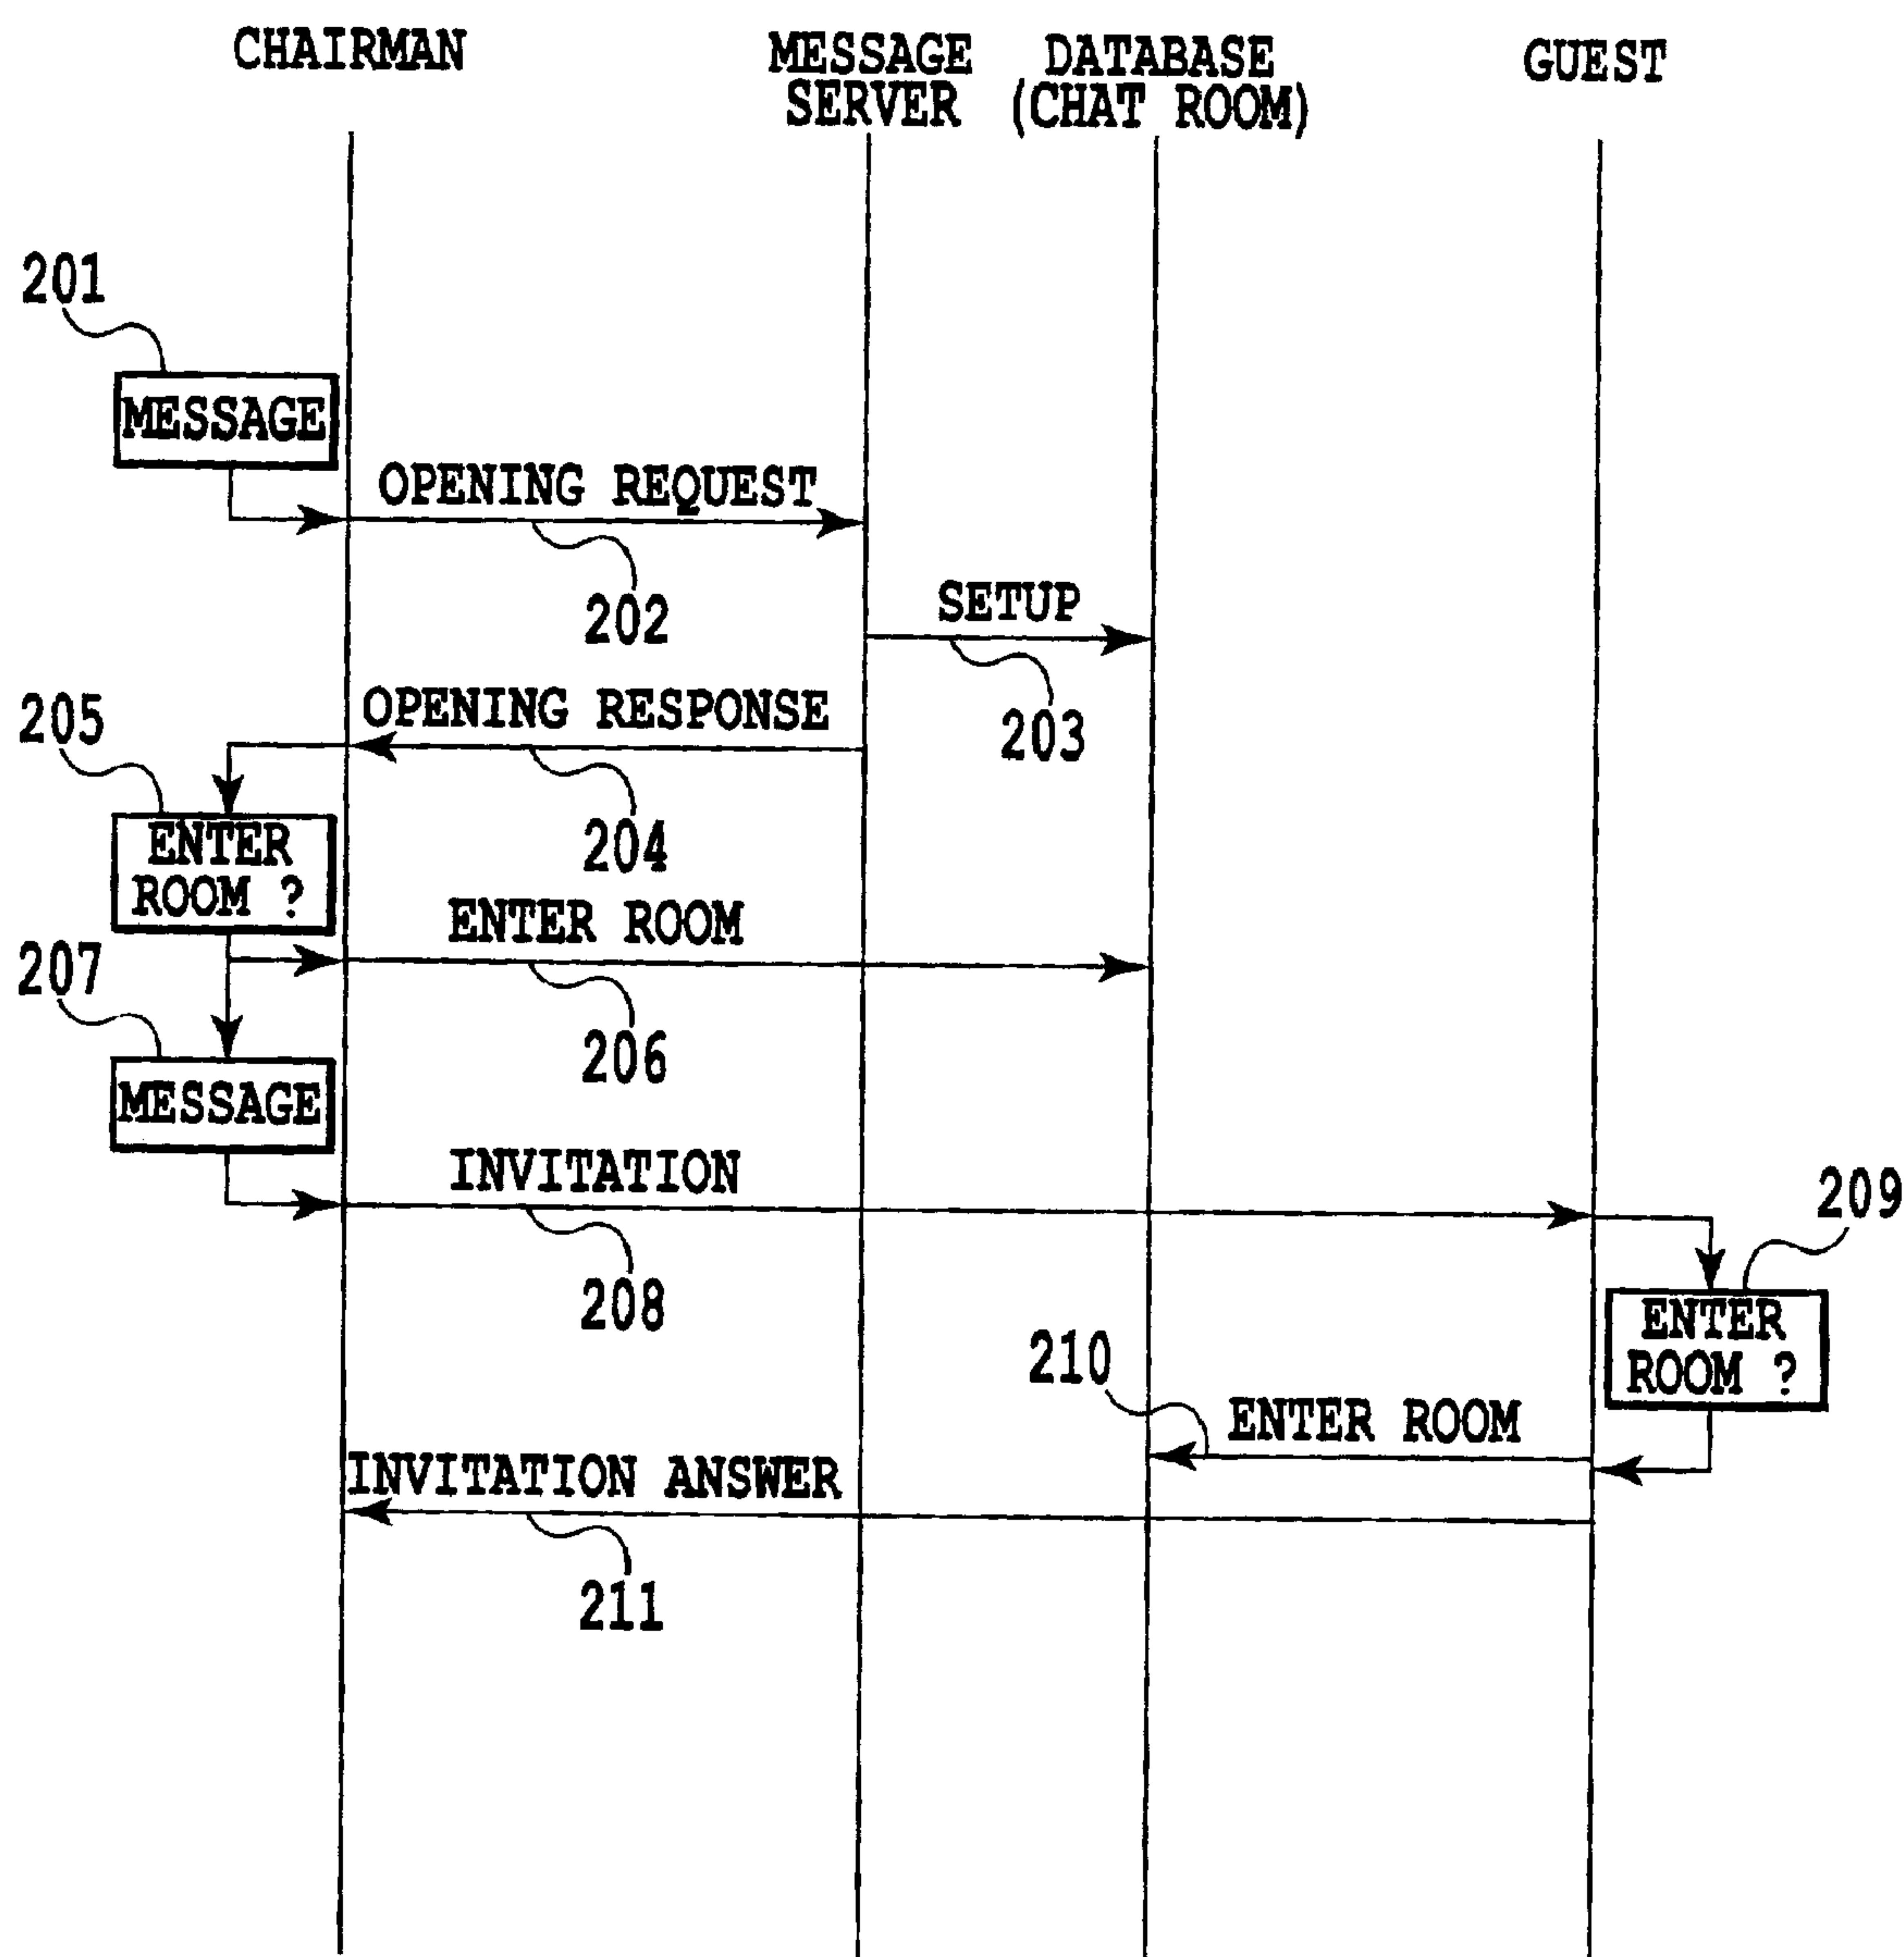 CHAIRMAN
MESSAGE
SERVER
DATABASE
(CHAT ROOM)
GUEST
201
MESSAGE
OPENING REQUEST
202
SETUP
203
OPENING RESPONSE
204
205
ENTER
ROOM ?
ENTER ROOM
206
207
MESSAGE
INVITATION
208
209
ENTER
ROOM ?
210
ENTER ROOM
INVITATION ANSWER
211